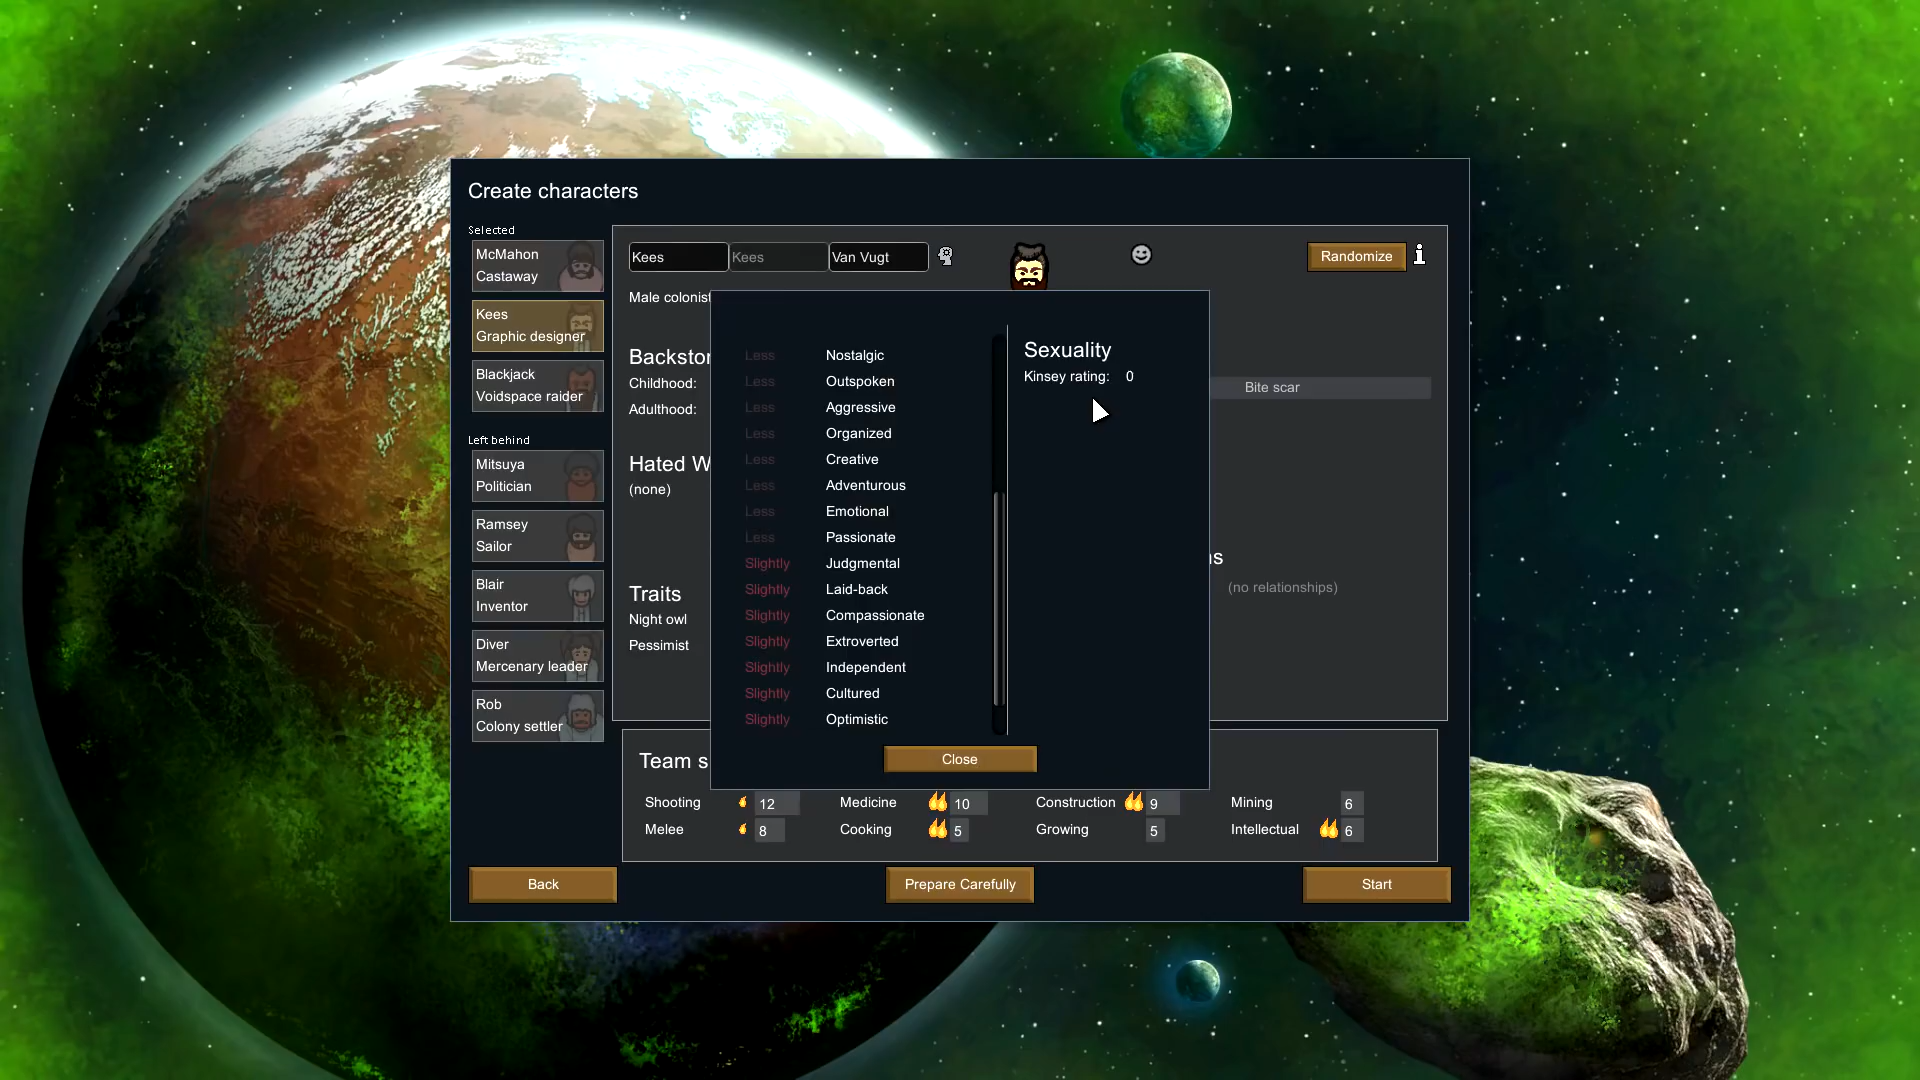 Create characters
Selected
McMahon
Castaway
Kees
Graphic designer
Blackjack
Voidspace raider
Left behind
Mitsuya
Politician
Ramsey
Sailor
Blair
Inventor
Diver
Mercenary leader
Rob
Colony settler
Kees
Kees
Van Vugt
Randomize
Male colonist
Childhood:
Adulthood:
Hated W
(none)
Traits
Night owl
Pessimist
Less Nostalgic
Less Outspoken
Less Aggressive
Less Organized
Less Creative
Less Adventurous
Less Emotional
Less Passionate
Slightly Judgmental
Slightly Laid-back
Slightly Compassionate
Slightly Extroverted
Slightly Independent
Slightly Cultured
Slightly Optimistic
Sexuality
Kinsey rating: 0
Close
Bite scar
(no relationships)
Team s
Shooting 12
Medicine 10
Construction 9
Mining 6
Melee 8
Cooking 5
Growing 5
Intellectual 6
Back
Prepare Carefully
Start